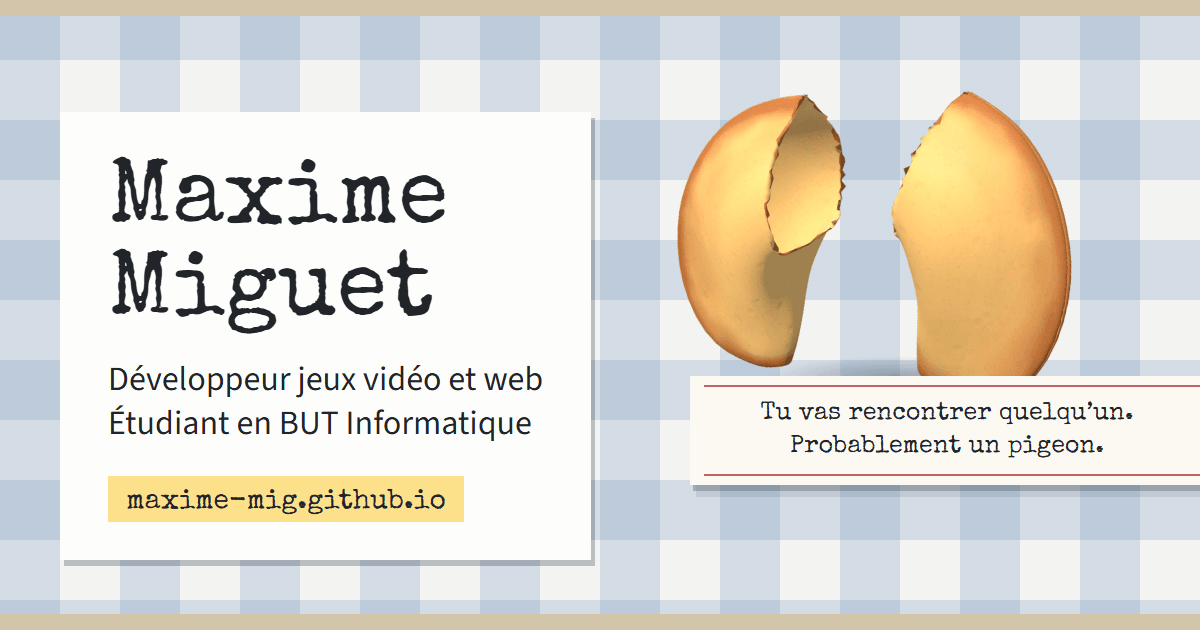 Maxime
Miguet
Développeur jeux vidéo et web
Étudiant en BUT Informatique
maxime-mig.github.io
Tu vas rencontrer quelqu’un.
Probablement un pigeon.